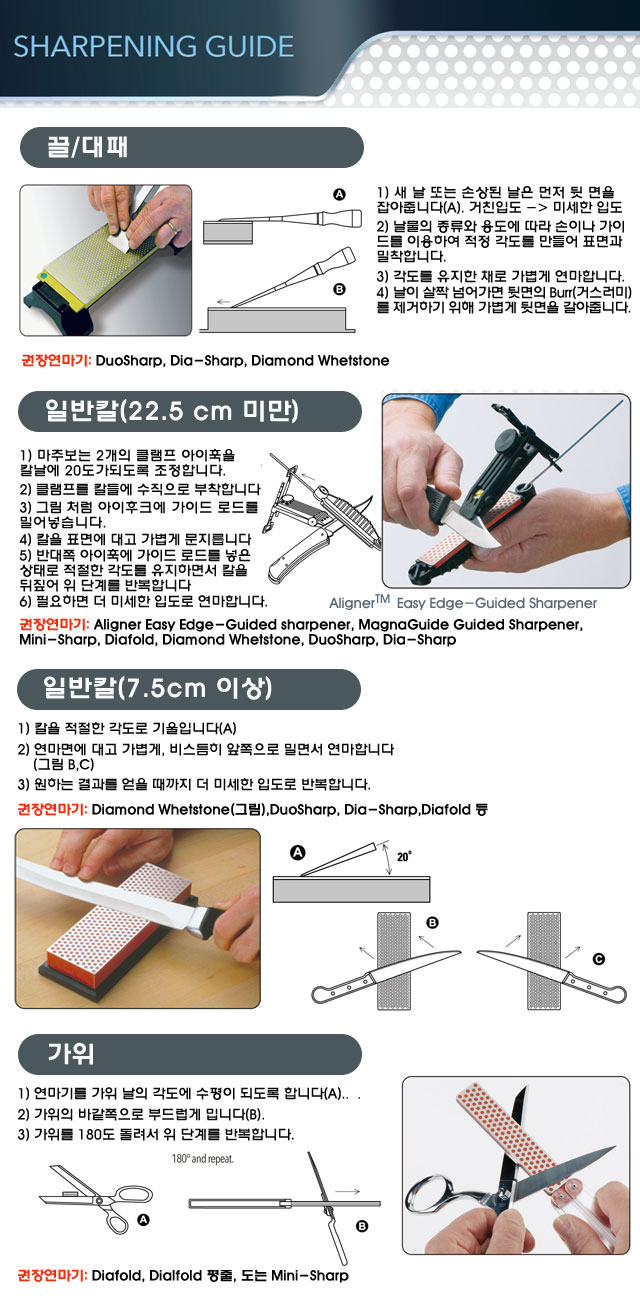 SHARPENING GUIDE
끌/대패
A
B
1) 새 날 또는 손상된 날은 먼저 뒷 면을
잡아줍니다(A). 거친입도 -> 미세한 입도
2) 날물의 종류와 용도에 따라 손이나 가이
드를 이용하여 적정 각도를 만들어 표면과
밀착합니다.
3) 각도를 유지한 채로 가볍게 연마합니다.
4) 날이 살짝 넘어가면 뒷면의 Burr(거스러미)
를 제거하기 위해 가볍게 뒷면을 갈아줍니다.
권장연마기: DuoSharp, Dia-Sharp, Diamond Whetstone
일반칼(22.5 cm 미만)
1) 마주보는 2개의 클램프 아이훅을
칼날에 20도가되도록 조정합니다.
2) 클램프를 칼등에 수직으로 부착합니다
3) 그림 처럼 아이후크에 가이드 로드를
밀어넣습니다.
4) 칼을 표면에 대고 가볍게 문지릅니다
5) 반대쪽 아이훅에 가이드 로드를 넣은
상태로 적절한 각도를 유지하면서 칼을
뒤짚어 위 단계를 반복합니다
6) 필요하면 더 미세한 입도로 연마합니다.
Aligner™ Easy Edge-Guided Sharpener
권장연마기: Aligner Easy Edge-Guided sharpener, MagnaGuide Guided Sharpener,
Mini-Sharp, Diafold, Diamond Whetstone, DuoSharp, Dia-Sharp
일반칼(7.5cm 이상)
1) 칼을 적절한 각도로 기울입니다(A)
2) 연마면에 대고 가볍게, 비스듬히 앞쪽으로 밀면서 연마합니다
(그림 B,C)
3) 원하는 결과를 얻을 때까지 더 미세한 입도로 반복합니다.
권장연마기: Diamond Whetstone(그림),DuoSharp, Dia-Sharp,Diafold 등
A
20°
B
C
가위
1) 연마기를 가위 날의 각도에 수평이 되도록 합니다(A).. .
2) 가위의 바깥쪽으로 부드럽게 밉니다(B).
3) 가위를 180도 돌려서 위 단계를 반복합니다.
180° and repeat.
A
B
권장연마기: Diafold, Dialfold 평줄, 또는 Mini-Sharp